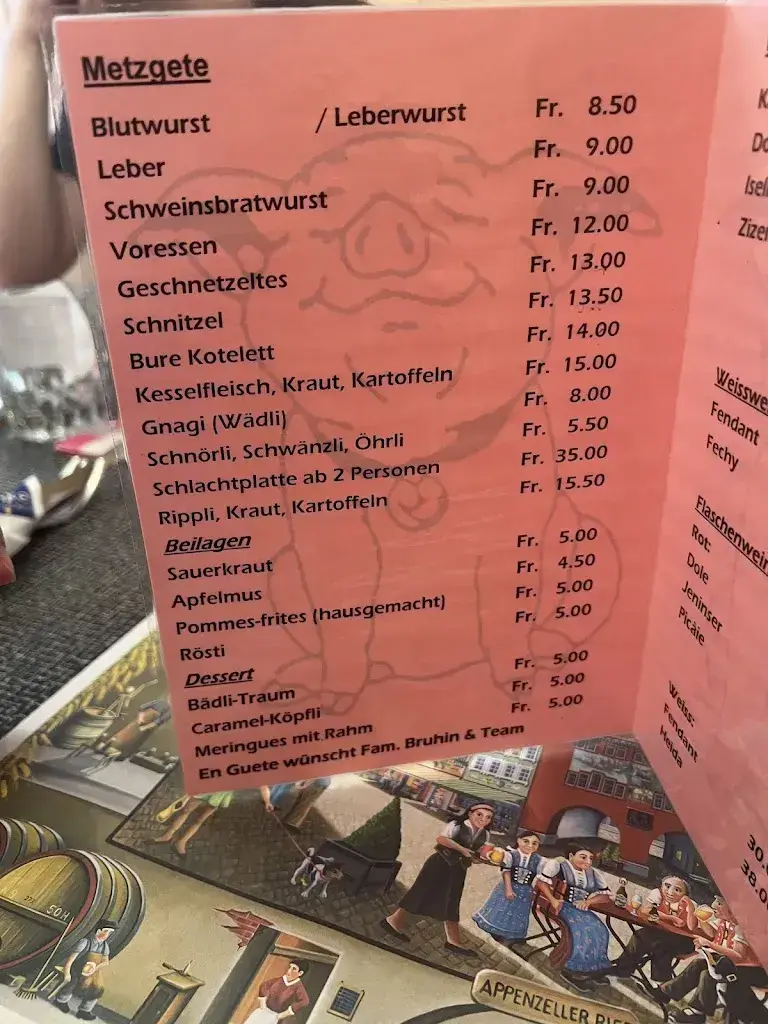 Metzgete
Blutwurst / Leberwurst Fr. 8.50
Leber Fr. 9.00
Schweinsbratwurst Fr. 9.00
Voressen Fr. 12.00
Geschnetzeltes Fr. 13.00
Schnitzel Fr. 13.50
Bure Kotelett Fr. 14.00
Kesselfleisch, Kraut, Kartoffeln Fr. 15.00
Gnagi (Wädli) Fr. 8.00
Schnörli, Schwänzli, Öhrli Fr. 5.50
Schlachtplatte ab 2 Personen Fr. 35.00
Rippli, Kraut, Kartoffeln Fr. 15.50
Beilagen
Sauerkraut Fr. 5.00
Apfelmus Fr. 4.50
Pommes-frites (hausgemacht) Fr. 5.00
Rösti Fr. 5.00
Dessert
Bädli-Traum Fr. 5.00
Caramel-Köpfli Fr. 5.00
Meringues mit Rahm Fr. 5.00
En Guete wünscht Fam. Bruhin & Team
Fendant
Fechy
Rot:
Dole
Jeninser
Picäie
Weiss:
Fendant
Heida
APPENZELLER